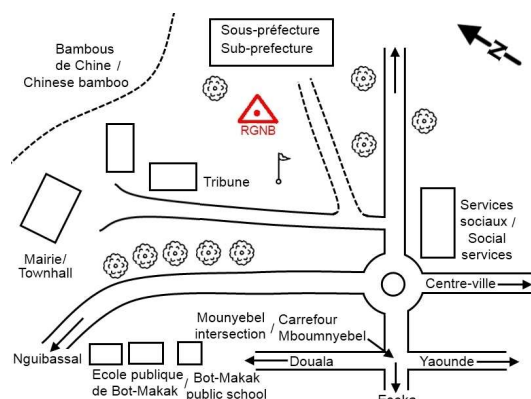 Sous-préfecture
Sub-prefecture
N
Bambous
de Chine /
Chinese bamboo
RGNB
Tribune
Services
sociaux /
Social
services
Mairie/
Townhall
Centre-ville
Mounyebel
intersection /
Carrefour
Mboumnyebel
Nguibassal
Douala
Yaounde
Ecole publique
de Bot-Makak /
Bot-Makak
public school